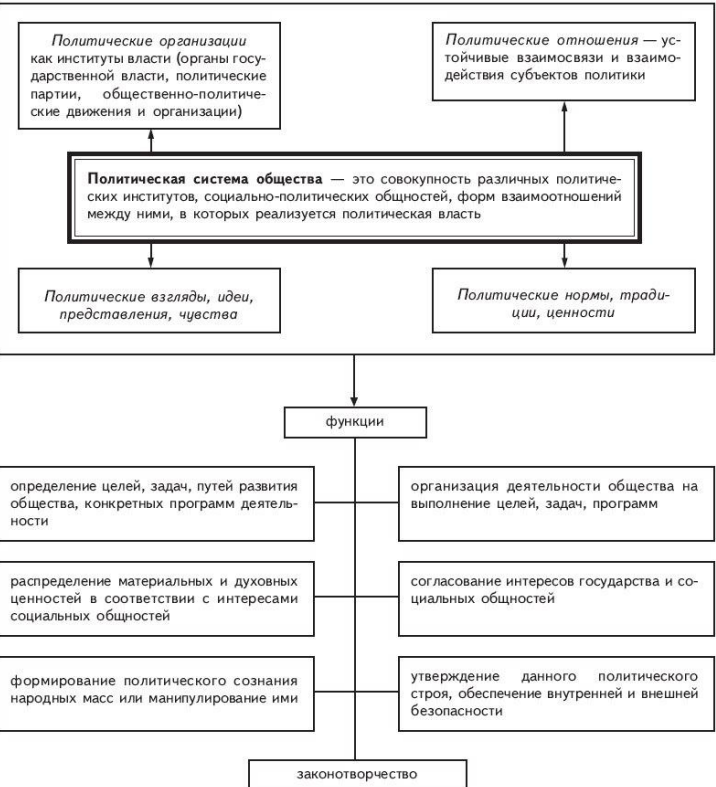 Политические организации
как институты власти (органы госу-
дарственной власти, политические
партии, общественно-политиче-
ские движения и организации)
Политические отношения — ус-
тойчивые взаимосвязи и взаимо-
действия субъектов политики
Политическая система общества — это совокупность различных политиче-
ских институтов, социально-политических общностей, форм взаимоотношений
между ними, в которых реализуется политическая власть
Политические взгляды, идеи,
представления, чувства
Политические нормы, тради-
ции, ценности
функции
определение целей, задач, путей развития
общества, конкретных программ деятель-
ности
организация деятельности общества на
выполнение целей, задач, программ
распределение материальных и духовных
ценностей в соответствии с интересами
социальных общностей
согласование интересов государства и со-
циальных общностей
формирование политического сознания
народных масс или манипулирование ими
утверждение данного политического
строя, обеспечение внутренней и внешней
безопасности
законотворчество